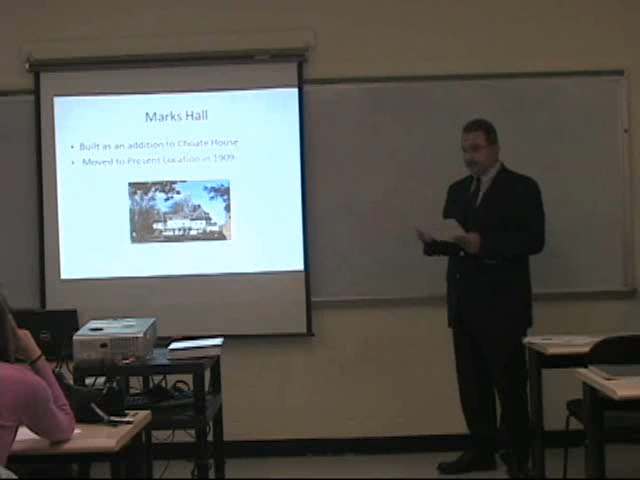 Marks Hall
• Built as an addition to Choate House
• Moved to Present Location in 1909